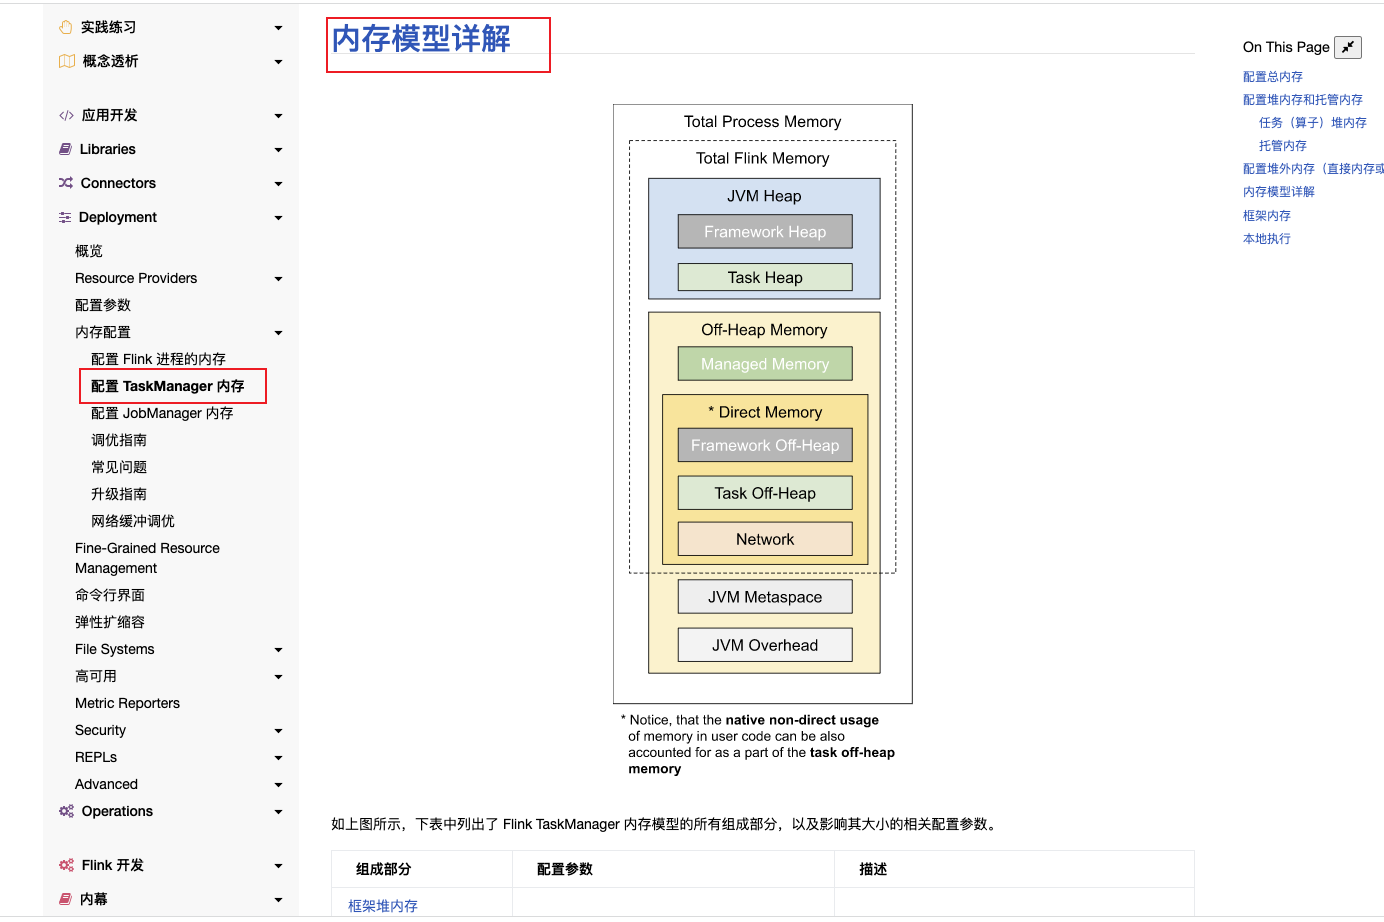 实践练习
概念透析
应用开发
Libraries
Connectors
Deployment
概览
Resource Providers
配置参数
内存配置
配置 Flink 进程的内存
配置 TaskManager 内存
配置 JobManager 内存
调优指南
常见问题
升级指南
网络缓冲调优
Fine-Grained Resource
Management
命令行界面
弹性扩缩容
File Systems
高可用
Metric Reporters
Security
REPLs
Advanced
Operations
Flink 开发
内幕
内存模型详解
Total Process Memory
Total Flink Memory
JVM Heap
Framework Heap
Task Heap
Off-Heap Memory
Managed Memory
* Direct Memory
Framework Off-Heap
Task Off-Heap
Network
JVM Metaspace
JVM Overhead
* Notice, that the native non-direct usage
of memory in user code can be also
accounted for as a part of the task off-heap
memory
如上图所示，下表中列出了 Flink TaskManager 内存模型的所有组成部分，以及影响其大小的相关配置参数。
组成部分 配置参数 描述
框架堆内存
On This Page
配置总内存
配置堆内存和托管内存
任务（算子）堆内存
托管内存
配置堆外内存（直接内存或
内存模型详解
框架内存
本地执行